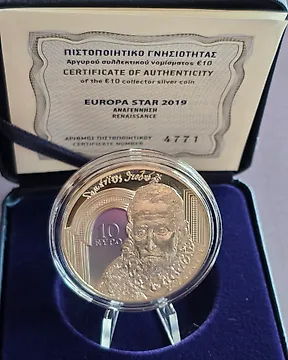 ΠΙΣΤΟΠΟΙΗΤΙΚΟ ΓΝΗΣΙΟΤΗΤΑΣ
Αργυρού συλλεκτικού νομίσματος €10
CERTIFICATE OF AUTHENTICITY
of the €10 collector silver coin
EUROPA STAR 2019
ΑΝΑΓΕΝΝΗΣΗ
RENAISSANCE
ΑΡΙΘΜΟΣ ΠΙΣΤΟΠΟΙΗΤΙΚΟΥ
CERTIFICATE NUMBER
4771
10
ΕΥΡΩ